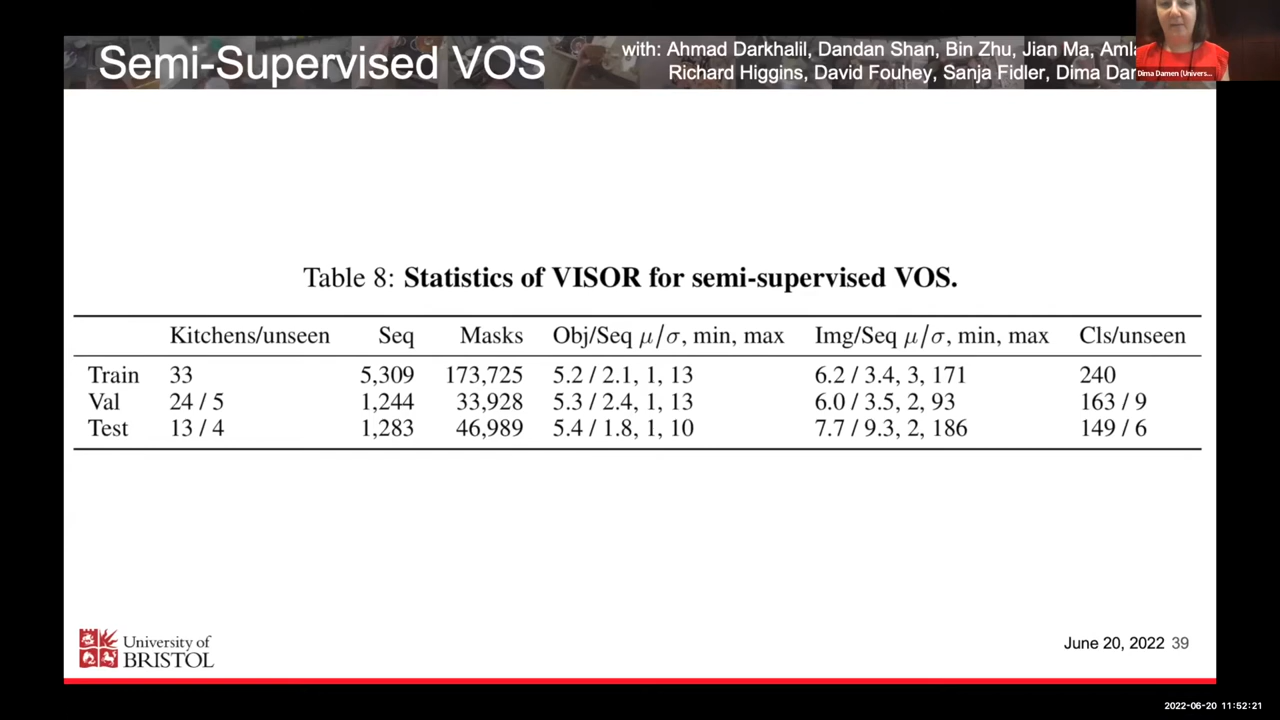 Semi-Supervised VOS
with: Ahmad Darkhalil, Dandan Shan, Bin Zhu, Jian Ma,
Richard Higgins, David Fouhey, Sanja Fidler, Dima
Dima Damen (Univers...
Table 8: Statistics of VISOR for semi-supervised VOS.
Kitchens/unseen Seq Masks Obj/Seq μ/σ, min, max Img/Seq μ/σ, min, max Cls/unseen
Train 33 5,309 173,725 5.2 / 2.1, 1, 13 6.2 / 3.4, 3, 171 240
Val 24 / 5 1,244 33,928 5.3 / 2.4, 1, 13 6.0 / 3.5, 2, 93 163 / 9
Test 13 / 4 1,283 46,989 5.4 / 1.8, 1, 10 7.7 / 9.3, 2, 186 149 / 6
University of
BRISTOL
June 20, 2022 39
2022-06-20 11:52:21